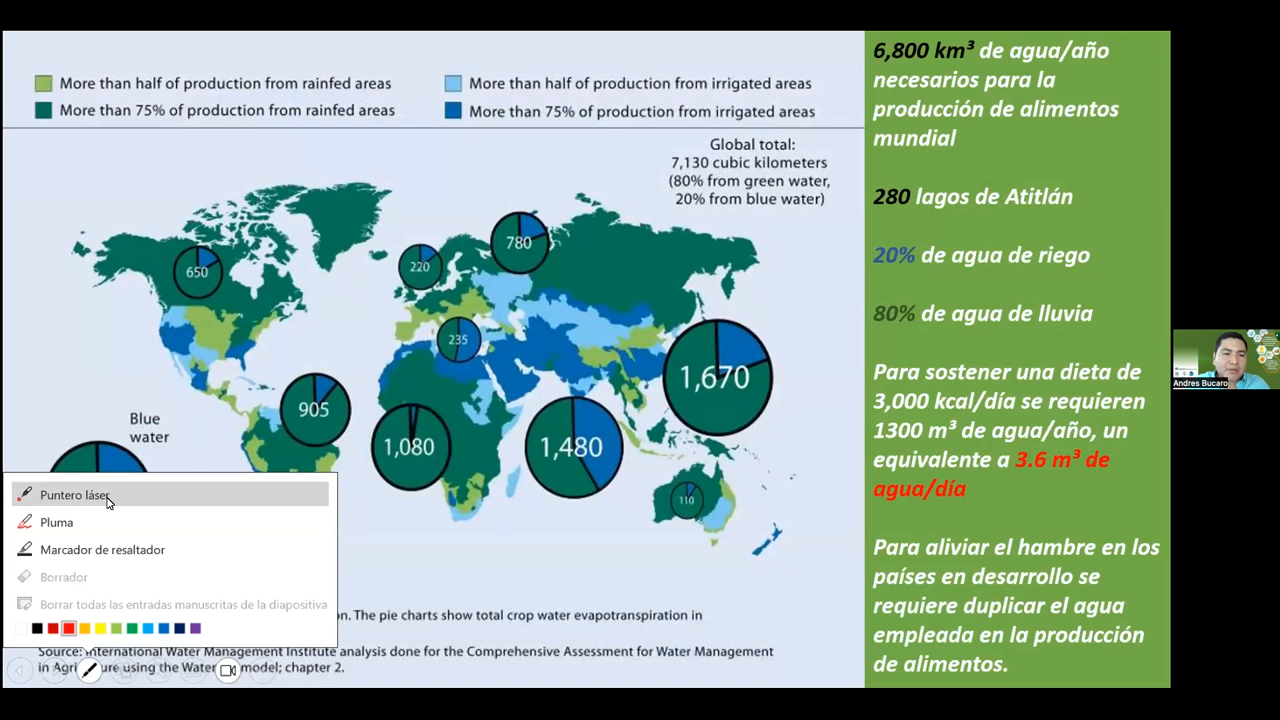 More than half of production from rainfed areas
More than 75% of production from rainfed areas
More than half of production from irrigated areas
More than 75% of production from irrigated areas
Global total:
7,130 cubic kilometers
(80% from green water,
20% from blue water)
650
220
780
235
1,670
905
1,080
1,480
110
Blue
water
Puntero láser
Pluma
Marcador de resaltador
Borrador
Borrar todas las entradas manuscritas de la diapositiva
The pie charts show total crop water evapotranspiration in
Source: International Water Management Institute analysis done for the Comprehensive Assessment for Water Management
in using the model; chapter 2.
6,800 km³ de agua/año
necesarios para la
producción de alimentos
mundial
280 lagos de Atitlán
20% de agua de riego
80% de agua de lluvia
Para sostener una dieta de
3,000 kcal/día se requieren
1300 m³ de agua/año, un
equivalente a 3.6 m³ de
agua/día
Para aliviar el hambre en los
países en desarrollo se
requiere duplicar el agua
empleada en la producción
de alimentos.
Andres Bucaro